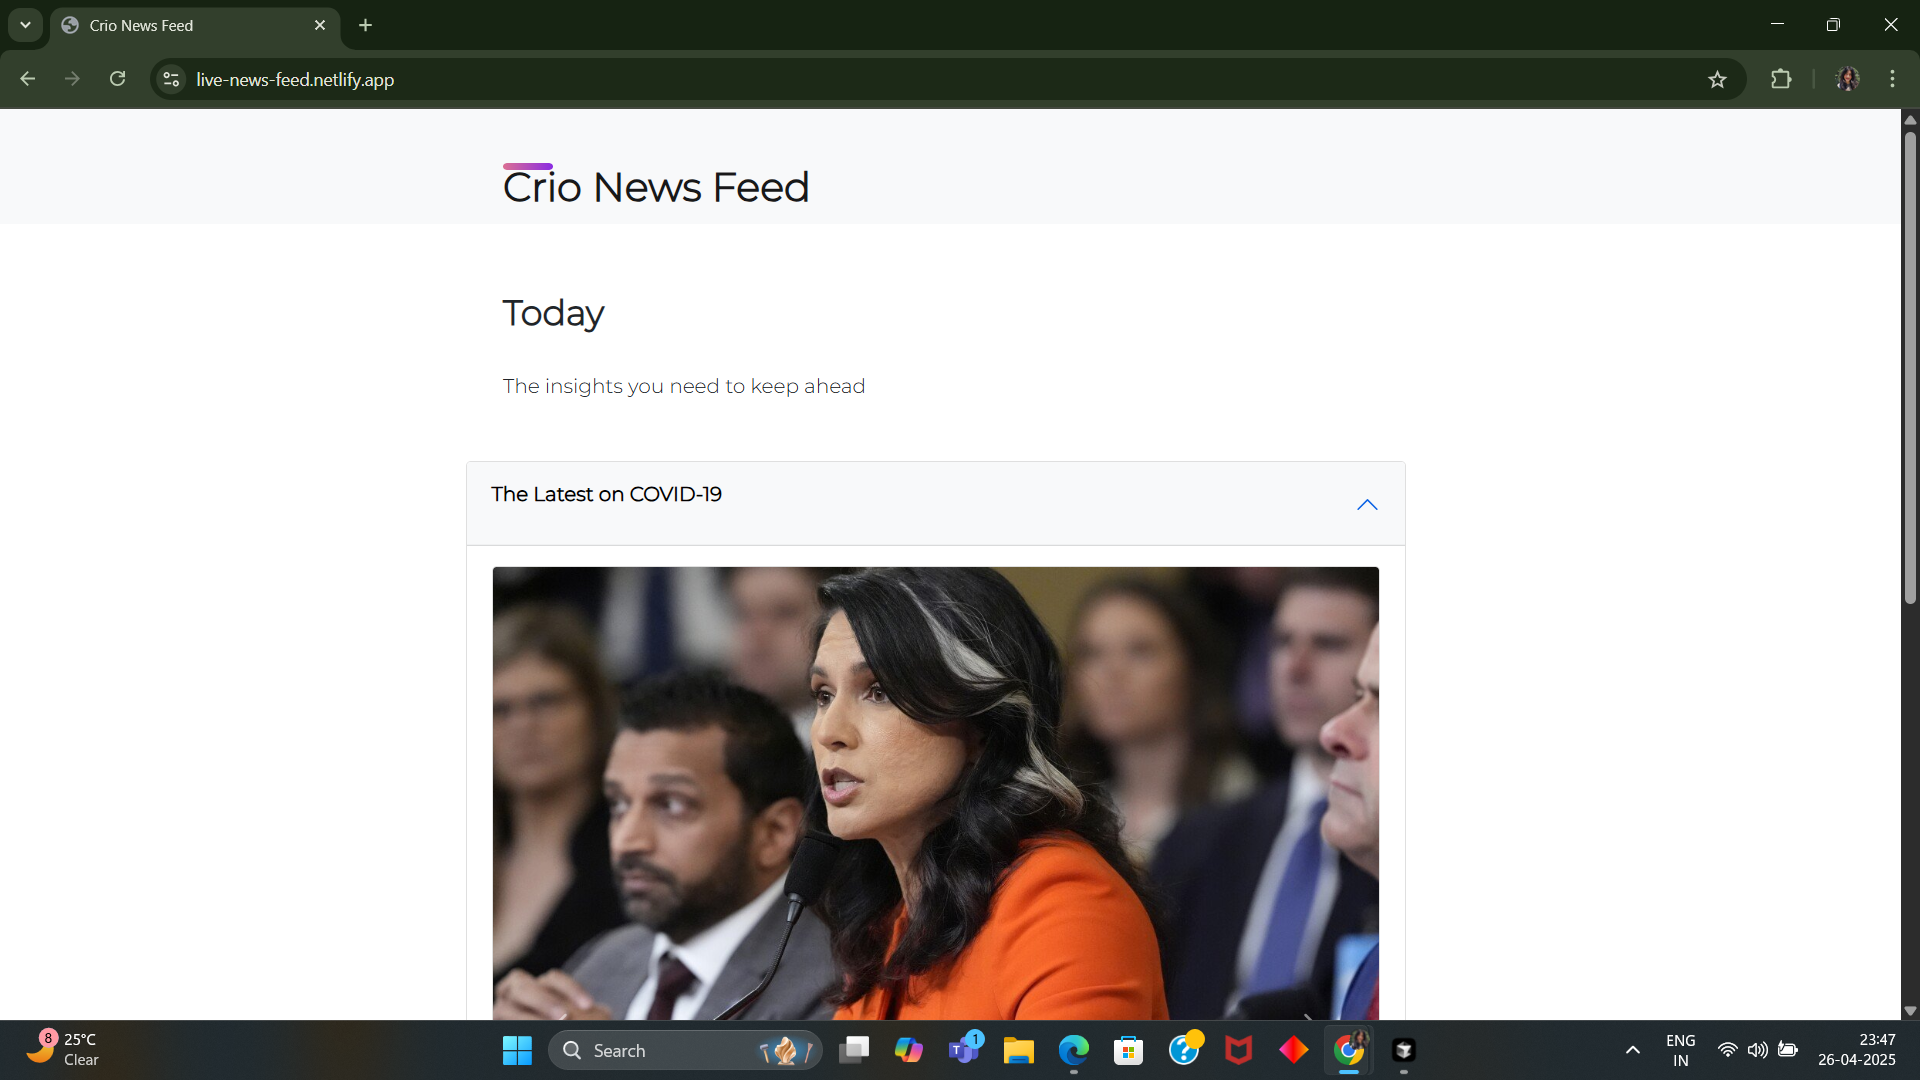 Crio News Feed
live-news-feed.netlify.app
Crio News Feed
Today
The insights you need to keep ahead
The Latest on COVID-19
8
25°C
Clear
Search
1
ENG
IN
23:47
26-04-2025